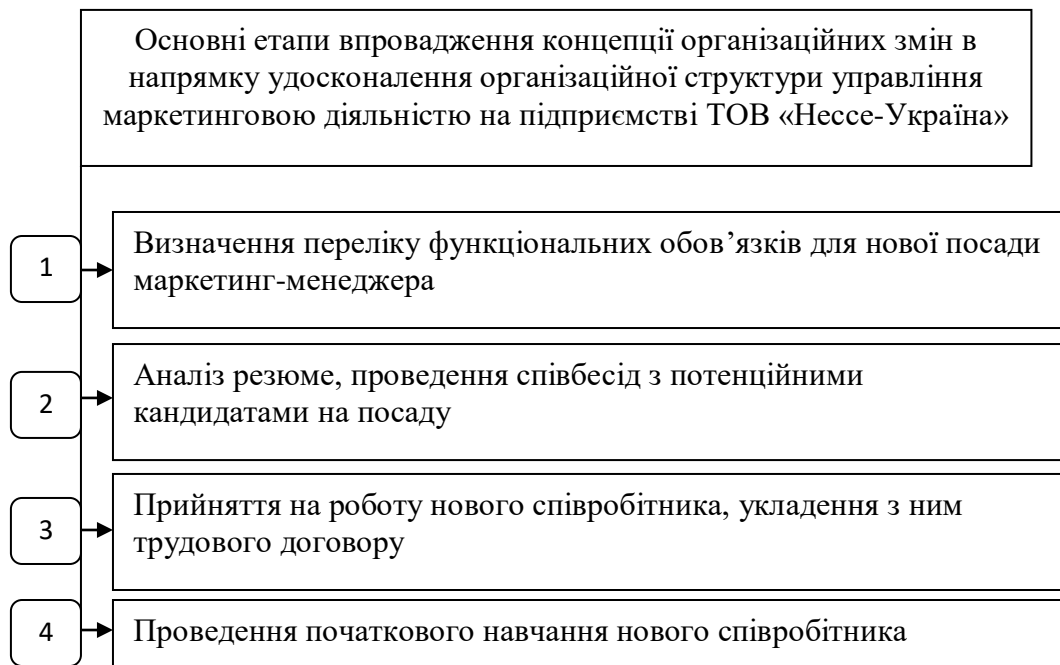 Основні етапи впровадження концепції організаційних змін в
напрямку удосконалення організаційної структури управління
маркетинговою діяльністю на підприємстві ТОВ «Нессе-Україна»
1
Визначення переліку функціональних обов’язків для нової посади
маркетинг-менеджера
2
Аналіз резюме, проведення співбесід з потенційними
кандидатами на посаду
3
Прийняття на роботу нового співробітника, укладення з ним
трудового договору
4
Проведення початкового навчання нового співробітника